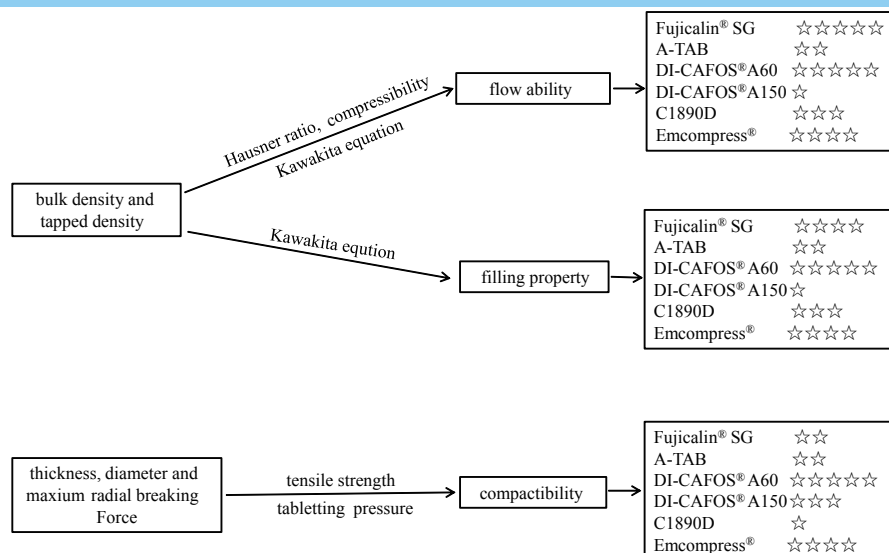 Fujicalin® SG ☆☆☆☆☆
A-TAB ☆☆
DI-CAFOS®A60 ☆☆☆☆☆
DI-CAFOS®A150 ☆
C1890D ☆☆☆
Emcompress® ☆☆☆☆
flow ability
Hausner ratio, compressibility
Kawakita equation
bulk density and
tapped density
Kawakita eqution
filling property
Fujicalin® SG ☆☆☆☆
A-TAB ☆☆
DI-CAFOS® A60 ☆☆☆☆☆
DI-CAFOS® A150☆
C1890D ☆☆☆
Emcompress® ☆☆☆☆
thickness, diameter and
maxium radial breaking
Force
tensile strength
tabletting pressure
compactibility
Fujicalin® SG ☆☆
A-TAB ☆☆
DI-CAFOS® A60 ☆☆☆☆☆
DI-CAFOS® A150☆☆☆
C1890D ☆
Emcompress® ☆☆☆☆